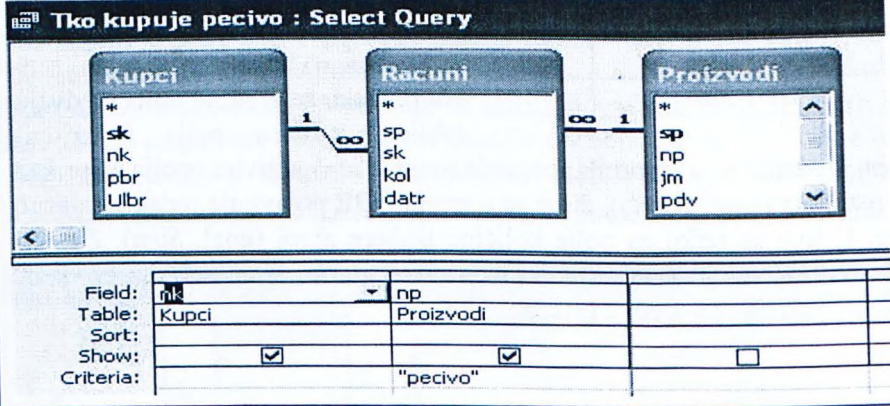 Tko kupuje pecivo : Select Query
Kupci
*
sk
nk
pbr
Ulbr
1
∞
Racuni
*
sp
sk
kol
datr
∞
1
Proizvodi
*
sp
np
jm
pdv
Field: nk np
Table: Kupci Proizvodi
Sort:
Show:
Criteria: "pecivo"